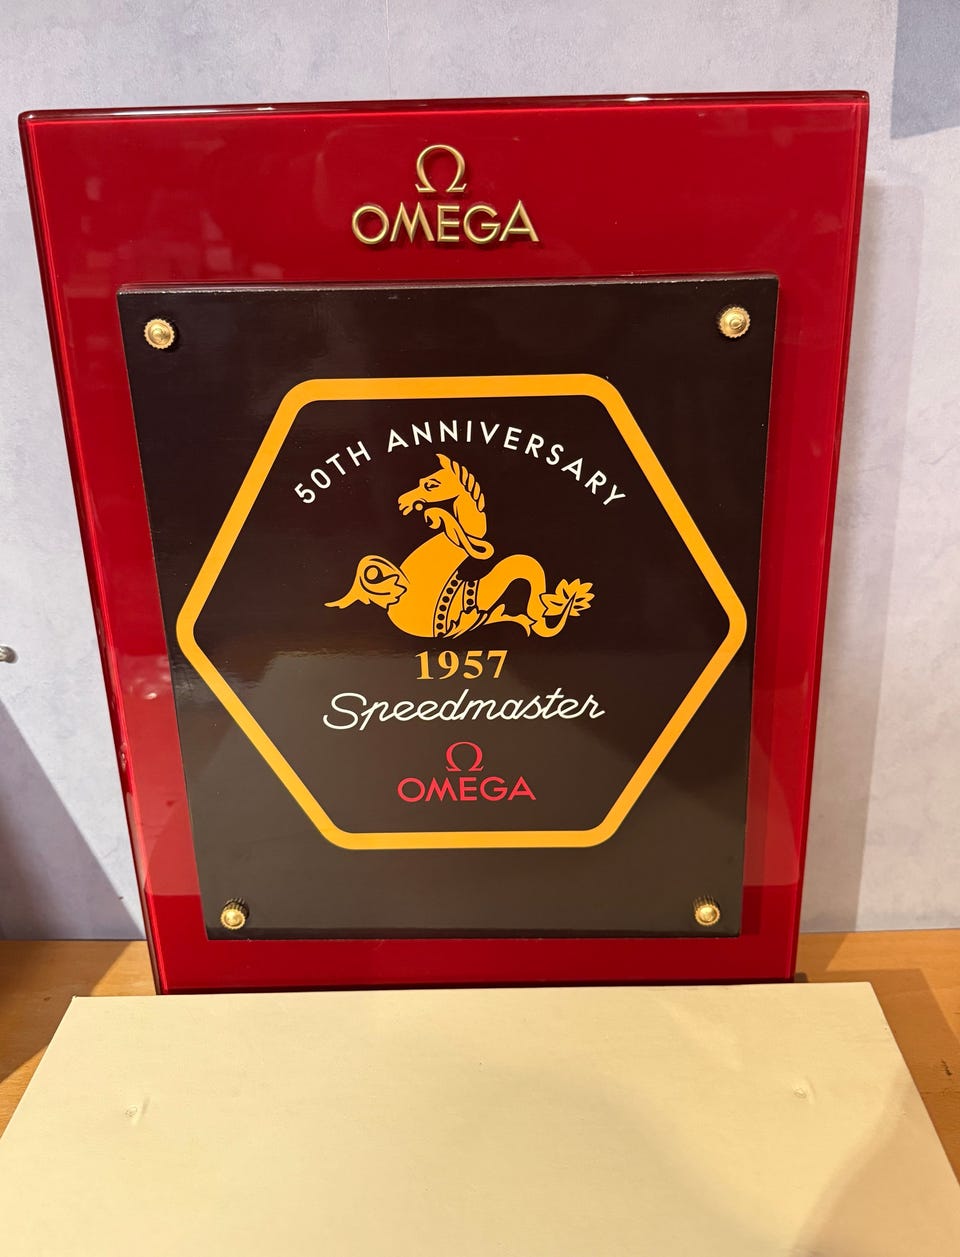 Ω
OMEGA
50TH ANNIVERSARY
1957
Speedmaster
Ω
OMEGA